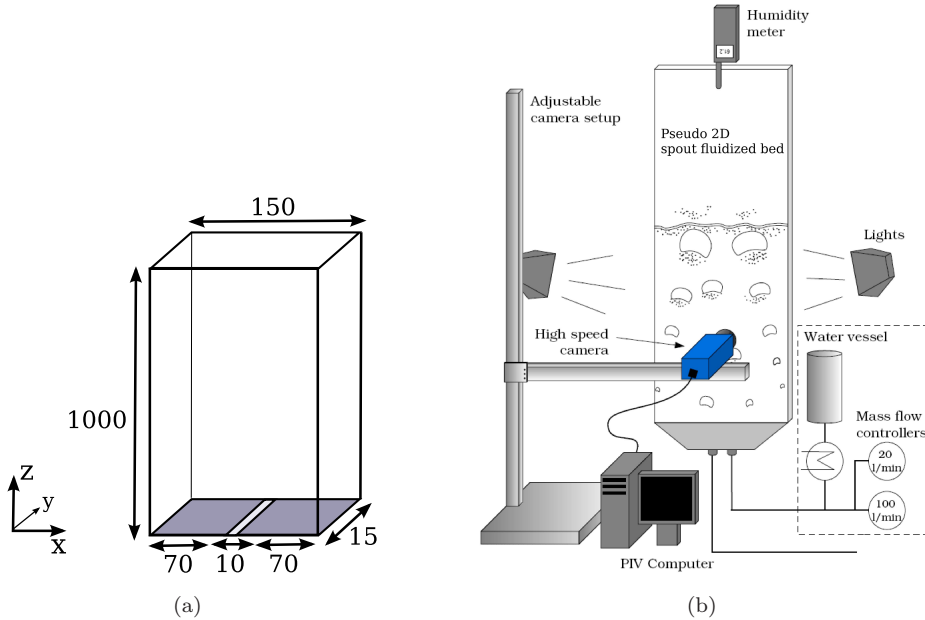 150
1000
z
y
x
70
10
70
15
(a)
Humidity
meter
Adjustable
camera setup
Pseudo 2D
spout fluidized bed
Lights
High speed
camera
Water vessel
Mass flow
controllers
20
l/min
100
l/min
PIV Computer
(b)